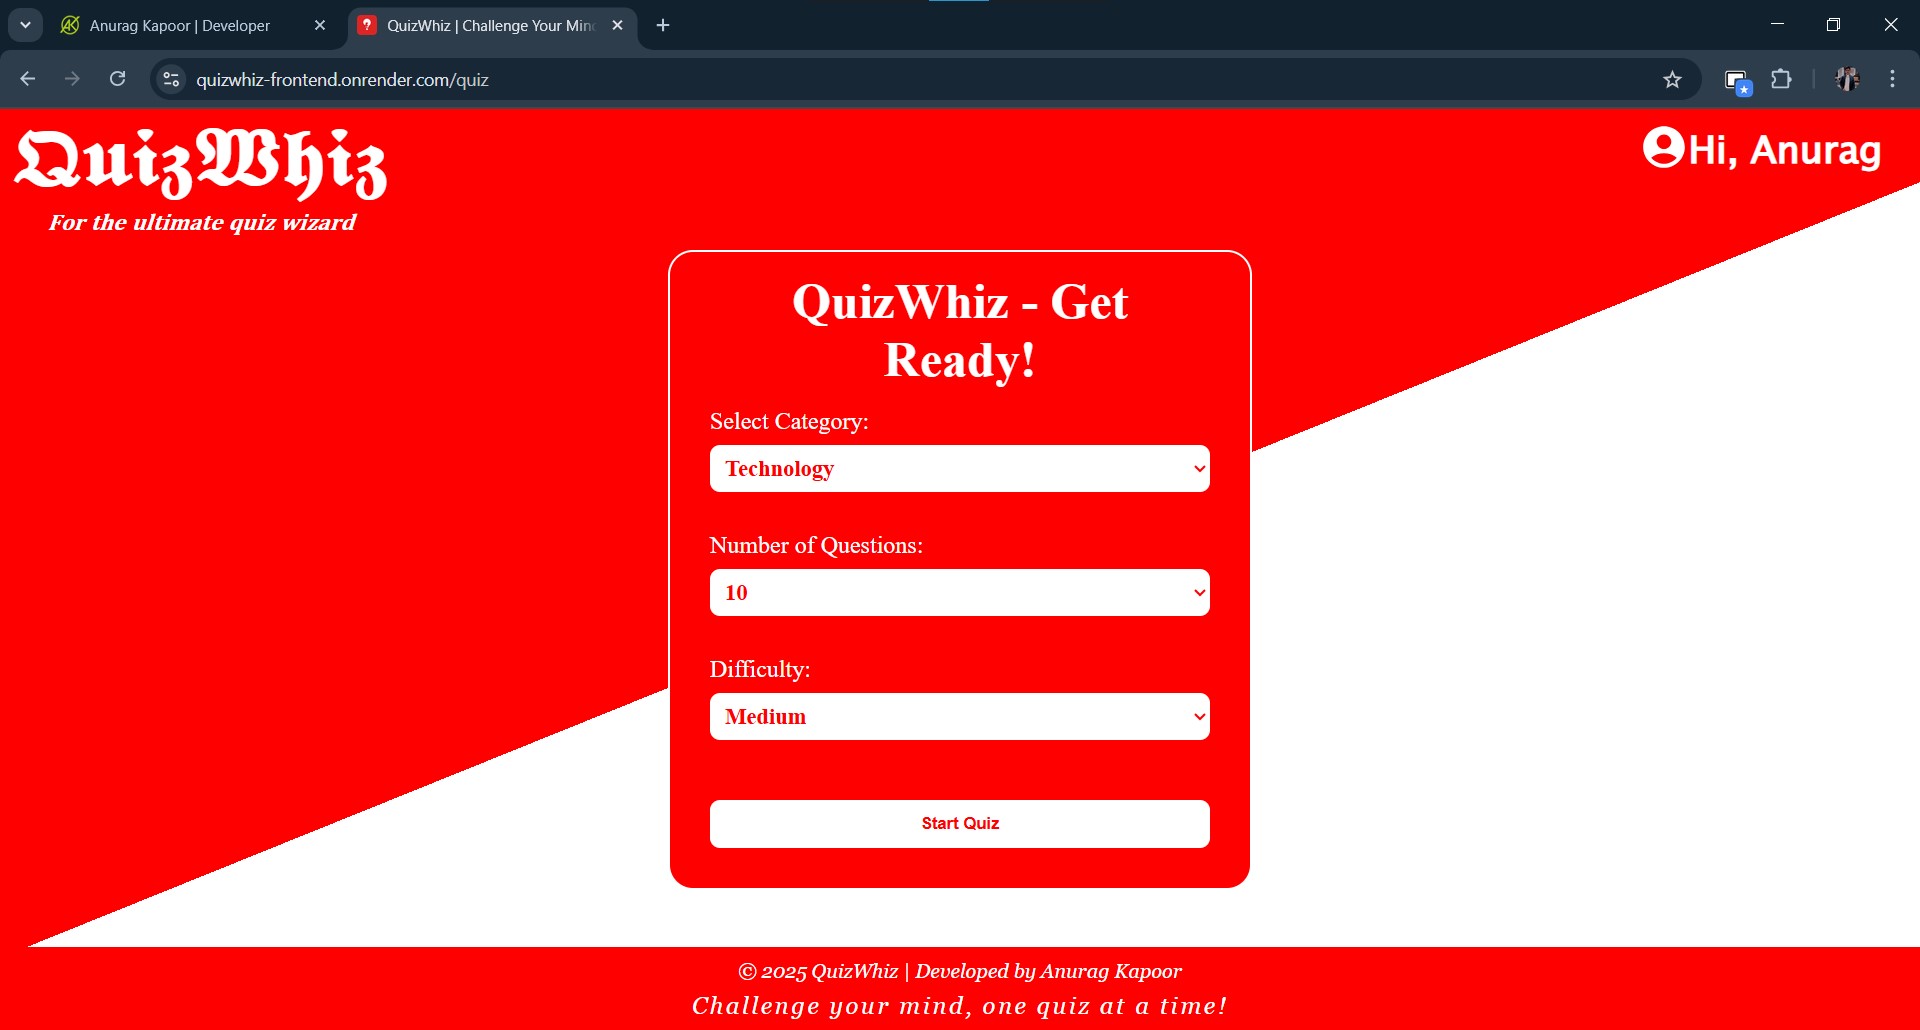 Anurag Kapoor | Developer
QuizWhiz | Challenge Your Min
quizwhiz-frontend.onrender.com/quiz
QuizWhiz
For the ultimate quiz wizard
Hi, Anurag
QuizWhiz - Get
Ready!
Select Category:
Technology
Number of Questions:
10
Difficulty:
Medium
Start Quiz
© 2025 QuizWhiz | Developed by Anurag Kapoor
Challenge your mind, one quiz at a time!